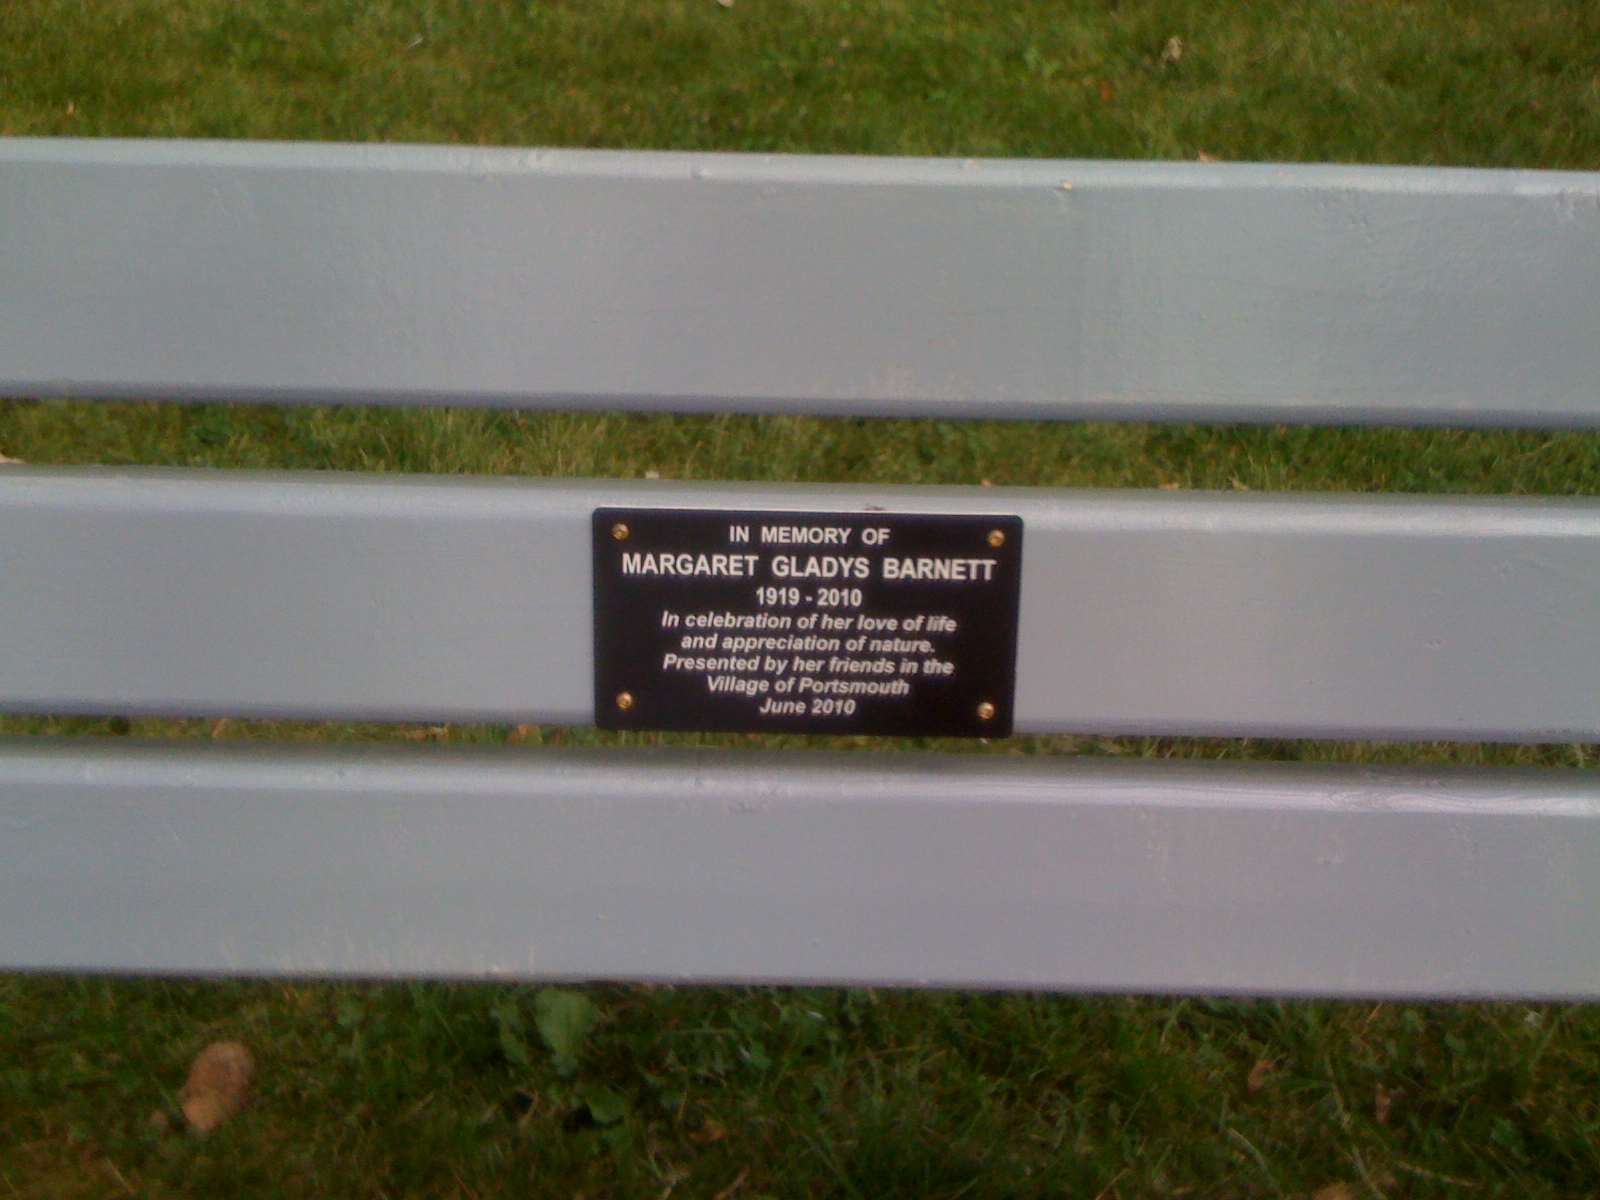 IN MEMORY OF
MARGARET GLADYS BARNETT
1919 - 2010
In celebration of her love of life
and appreciation of nature.
Presented by her friends in the
Village of Portsmouth
June 2010